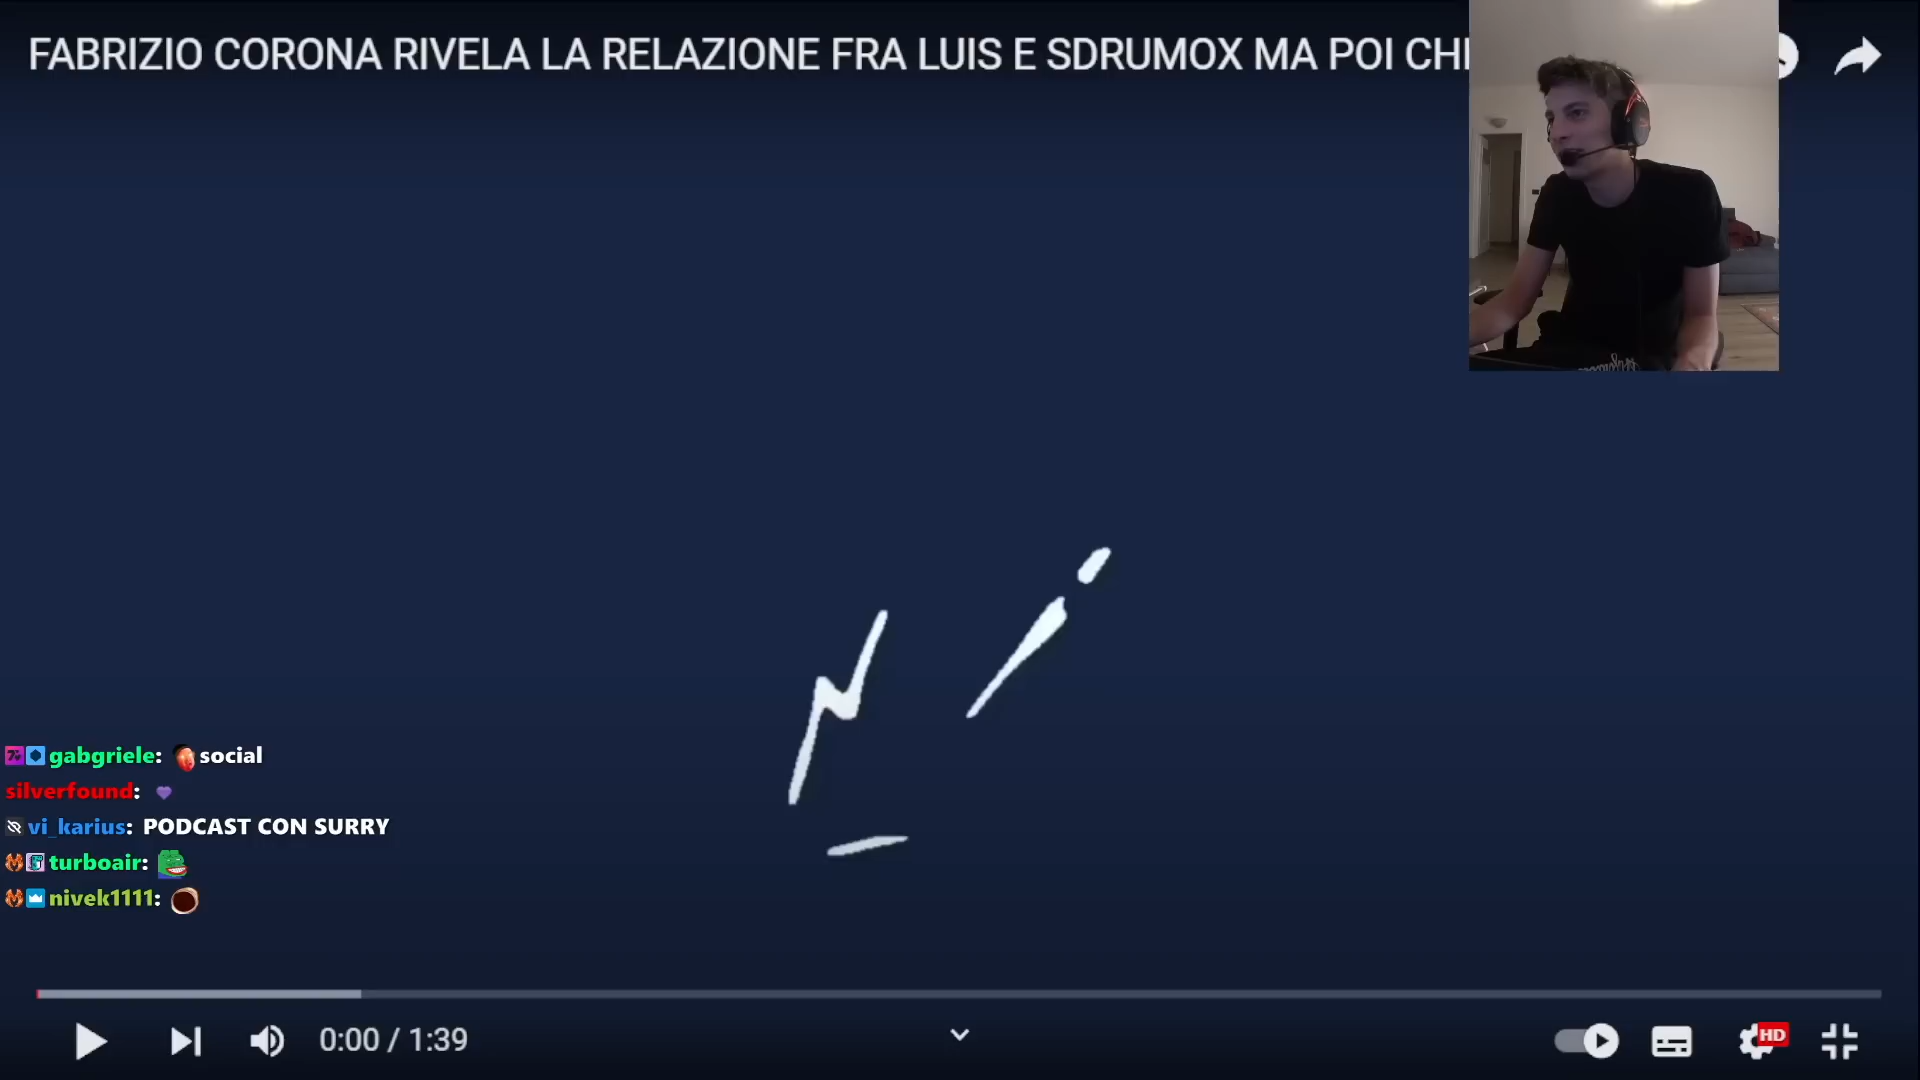 FABRIZIO CORONA RIVELA LA RELAZIONE FRA LUIS E SDRUMOX MA POI CHI
gabgriele: social
silverfound:
vi_karius: PODCAST CON SURRY
turboair:
nivek1111:
0:00 / 1:39
HD